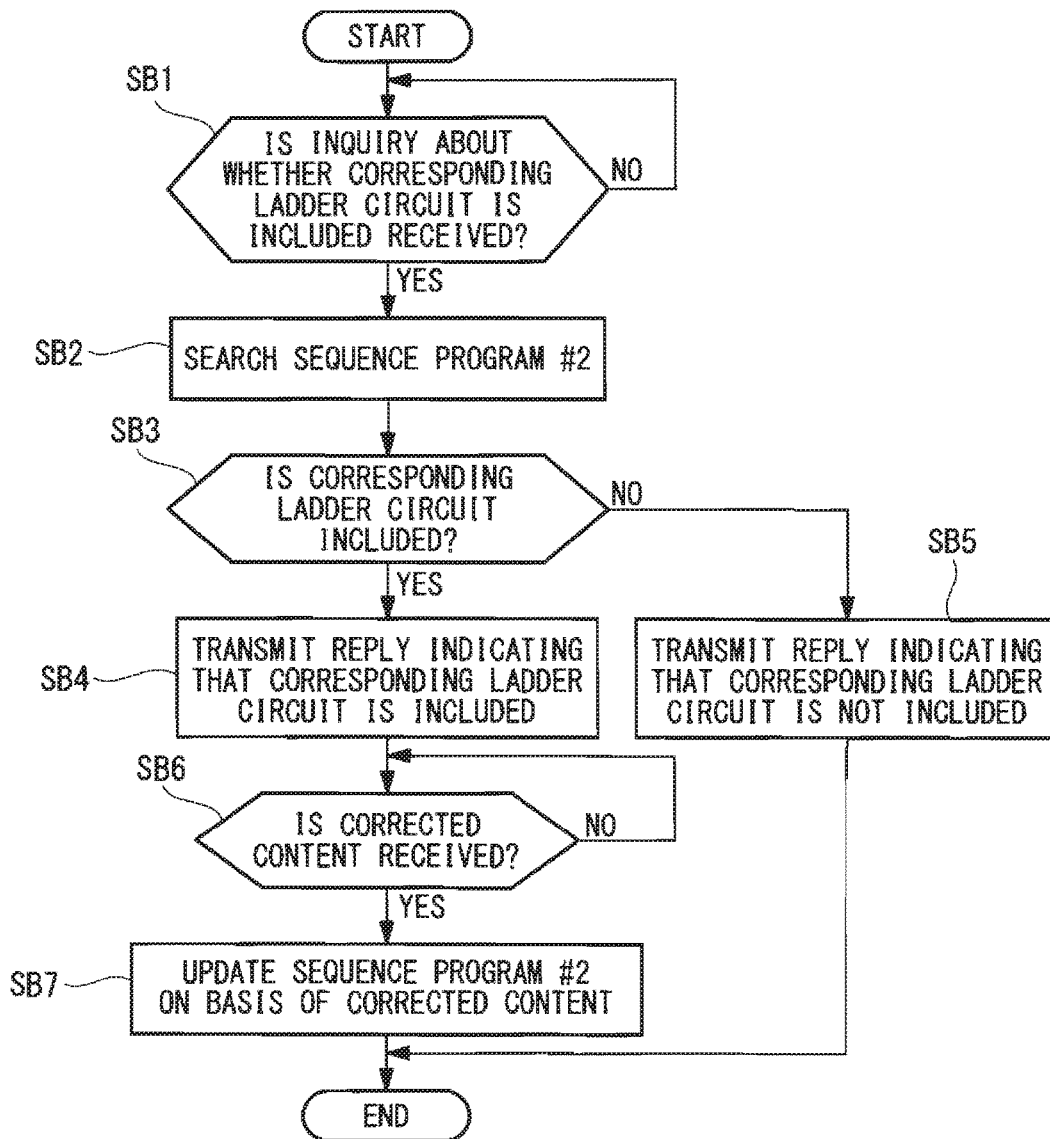 START
SB1
IS INQUIRY ABOUT
WHETHER CORRESPONDING
LADDER CIRCUIT IS
INCLUDED RECEIVED?
NO
YES
SB2
SEARCH SEQUENCE PROGRAM #2
SB3
IS CORRESPONDING
LADDER CIRCUIT
INCLUDED?
NO
YES
SB5
SB4
TRANSMIT REPLY INDICATING
THAT CORRESPONDING LADDER
CIRCUIT IS INCLUDED
TRANSMIT REPLY INDICATING
THAT CORRESPONDING LADDER
CIRCUIT IS NOT INCLUDED
SB6
IS CORRECTED
CONTENT RECEIVED?
NO
YES
SB7
UPDATE SEQUENCE PROGRAM #2
ON BASIS OF CORRECTED CONTENT
END